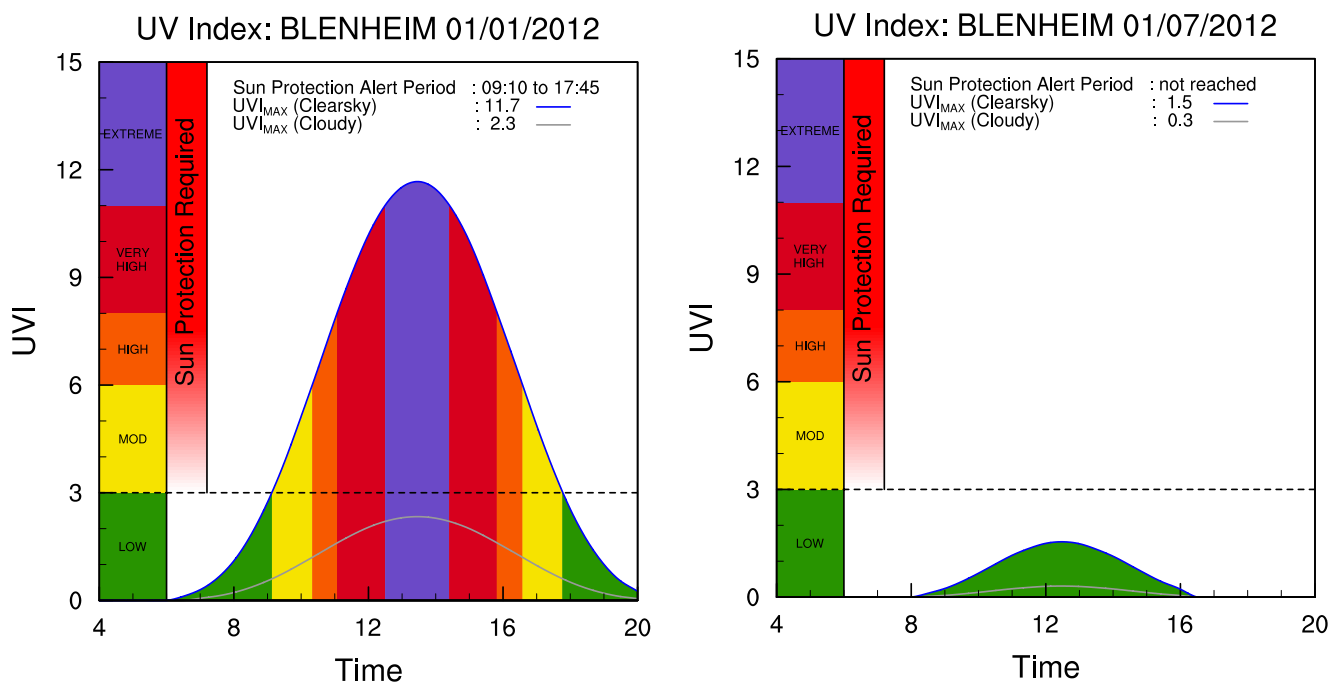 UV Index: BLENHEIM 01/01/2012
15
12
9
6
3
0
UVI
EXTREME
VERY
HIGH
HIGH
MOD
LOW
Sun Protection Required
Sun Protection Alert Period : 09:10 to 17:45
UVIMAX (Clearsky) : 11.7
UVIMAX (Cloudy) : 2.3
4 8 12 16 20
Time
UV Index: BLENHEIM 01/07/2012
15
12
9
6
3
0
UVI
EXTREME
VERY
HIGH
HIGH
MOD
LOW
Sun Protection Required
Sun Protection Alert Period : not reached
UVIMAX (Clearsky) : 1.5
UVIMAX (Cloudy) : 0.3
4 8 12 16 20
Time